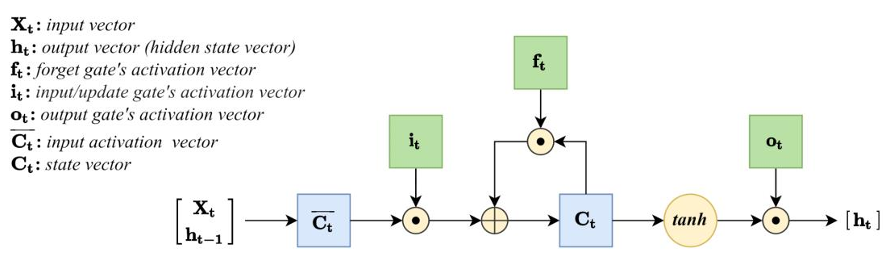 Xₜ: input vector
hₜ: output vector (hidden state vector)
fₜ: forget gate's activation vector
iₜ: input/update gate's activation vector
oₜ: output gate's activation vector
C̅ₜ: input activation vector
Cₜ: state vector
fₜ
iₜ
oₜ
Xₜ
hₜ₋₁
C̅ₜ
Cₜ
tanh
[hₜ]